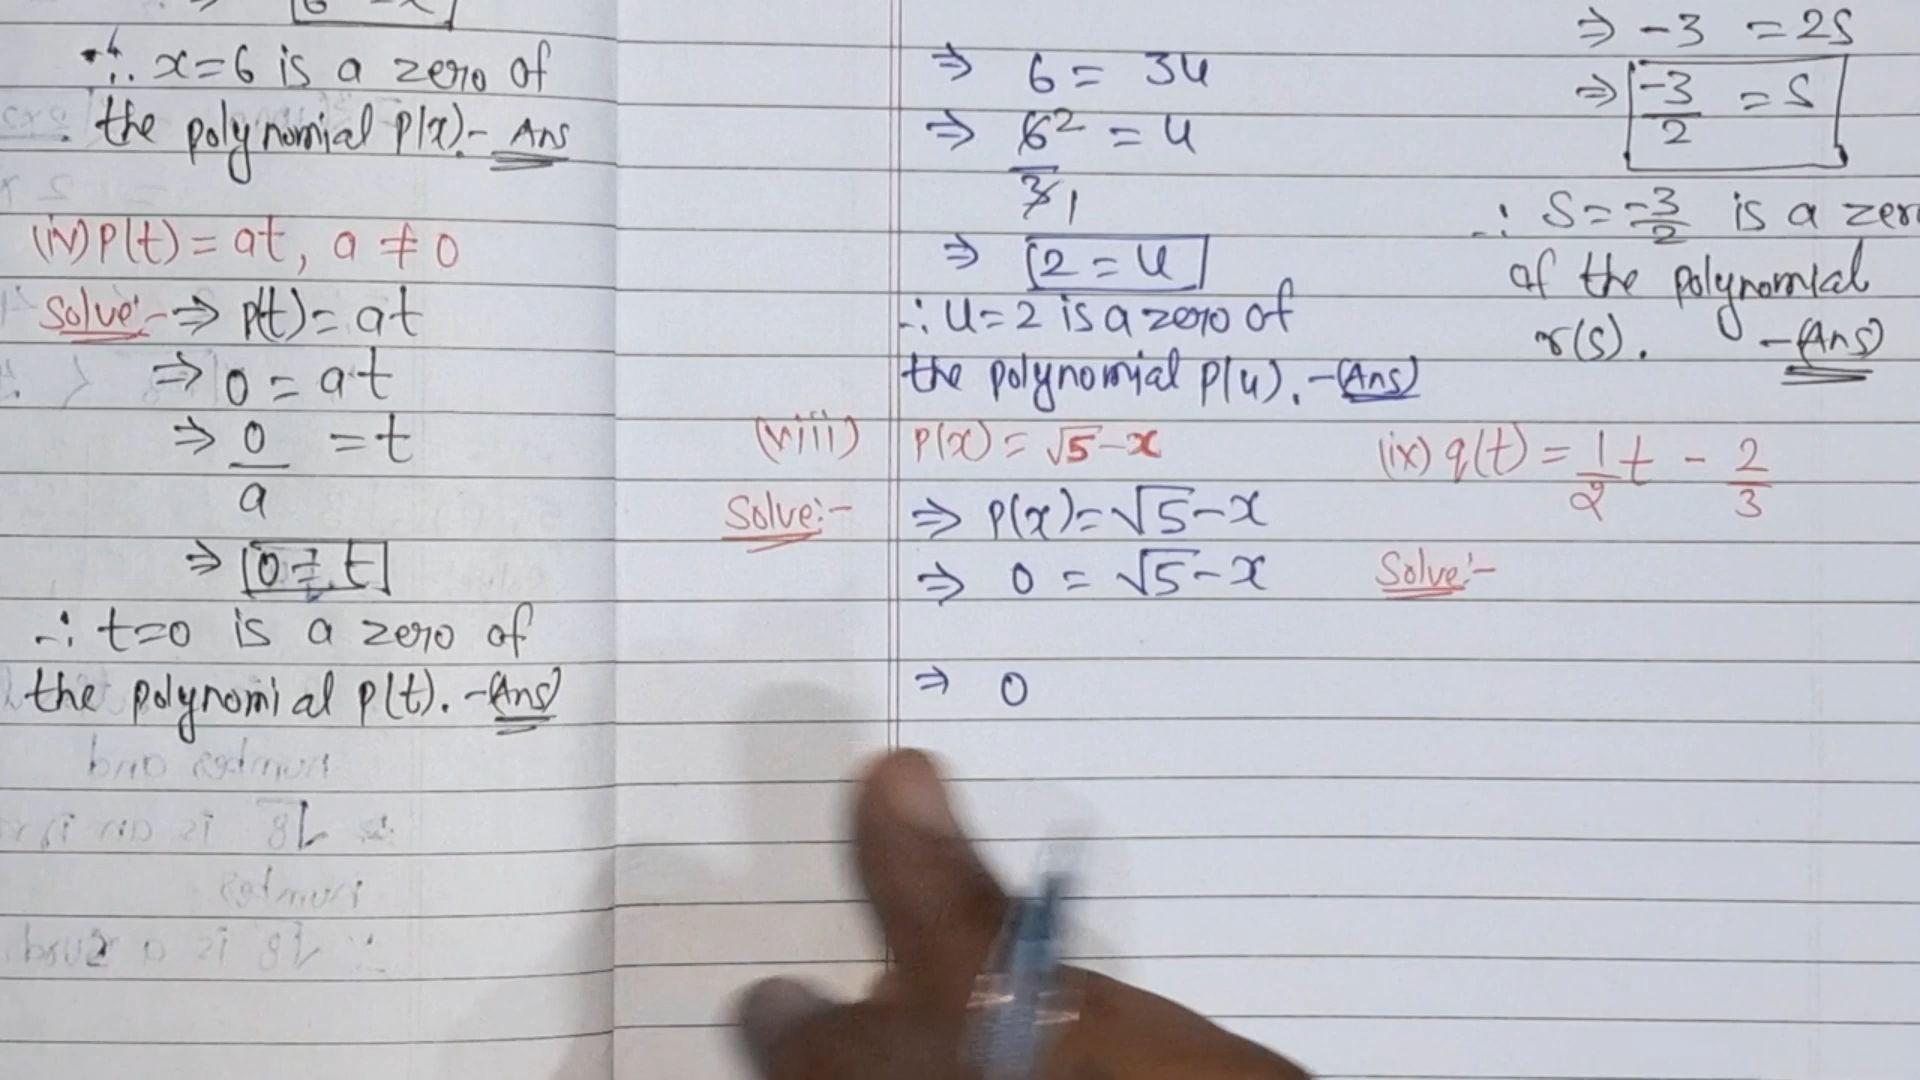 ∴ x=6 is a zero of
the polynomial p(x).- Ans
(iv) p(t) = at, a ≠ 0
Solve:- ⇒ p(t) = at
⇒ 0 = at
⇒ 0/a = t
⇒ 0 = t
∴ t=0 is a zero of
the polynomial p(t). -(Ans)
⇒ 6 = 3u
⇒ 6 2 / 3 1 = u
⇒ 2 = u
∴ u=2 is a zero of
the polynomial p(u). -(Ans)
(viii) p(x) = √5-x
Solve:- ⇒ p(x)= √5-x
⇒ 0 = √5-x
⇒ 0
⇒ -3 = 2s
⇒ -3/2 = s
∴ s = -3/2 is a zero
of the polynomial
r(s). -(Ans)
(ix) q(t) = 1/2 t - 2/3
Solve:-